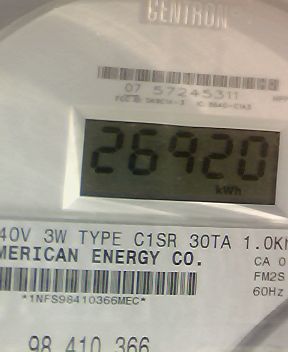 CENTRON
07 57245311
26920
kWh
40V 3W TYPE C1SR 30TA 1.0K
MERICAN ENERGY CO.
CA 0
FM2S
60Hz
*1NFS98410366MEC*
98 410 366